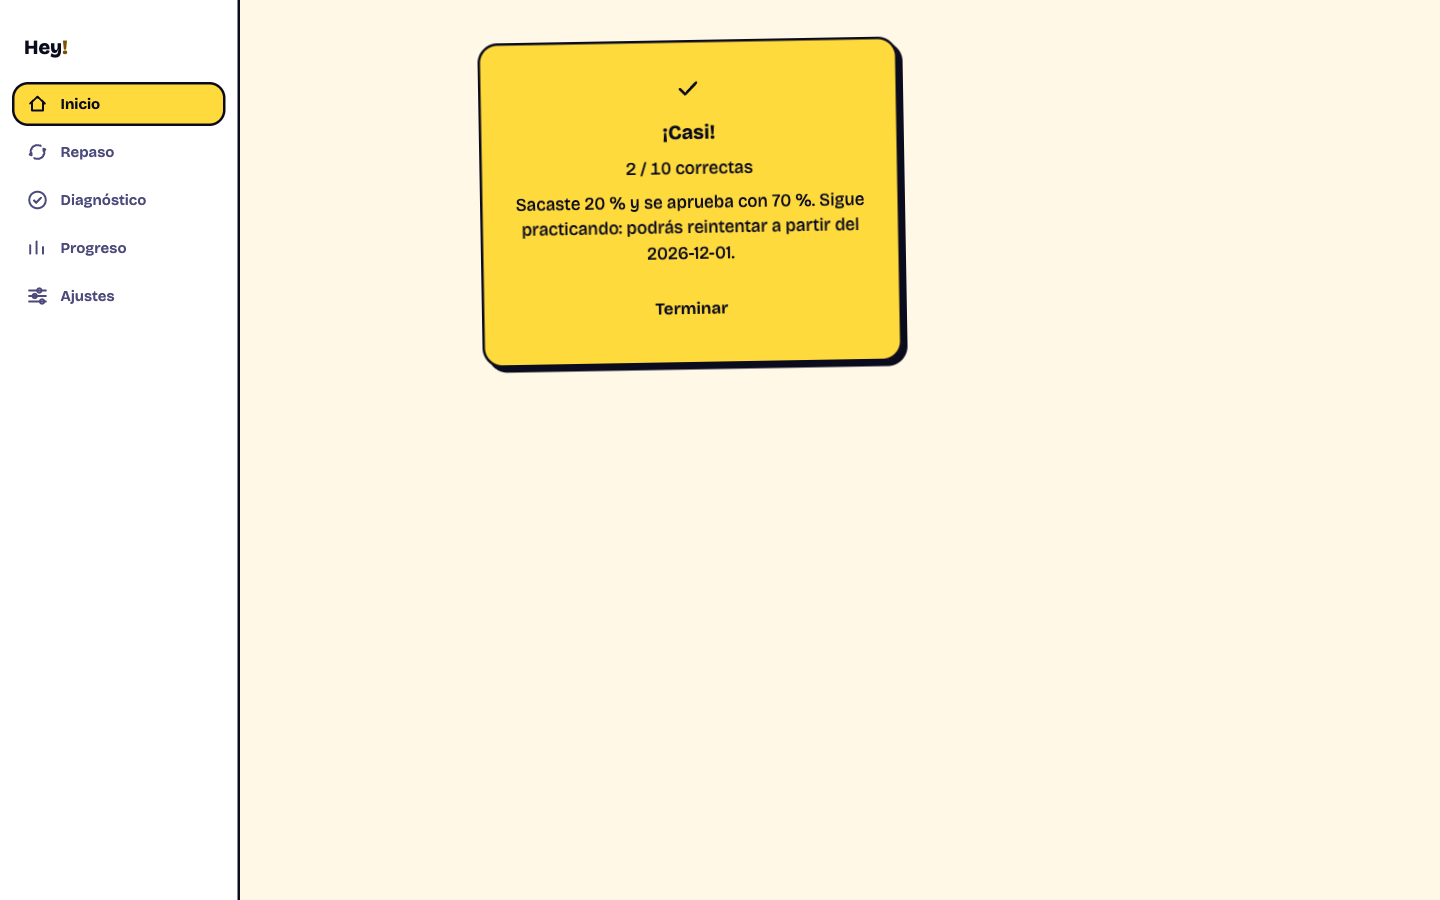 Hey!
Inicio
Repaso
Diagnóstico
Progreso
Ajustes
¡Casi!
2 / 10 correctas
Sacaste 20 % y se aprueba con 70 %. Sigue
practicando: podrás reintentar a partir del
2026-12-01.
Terminar